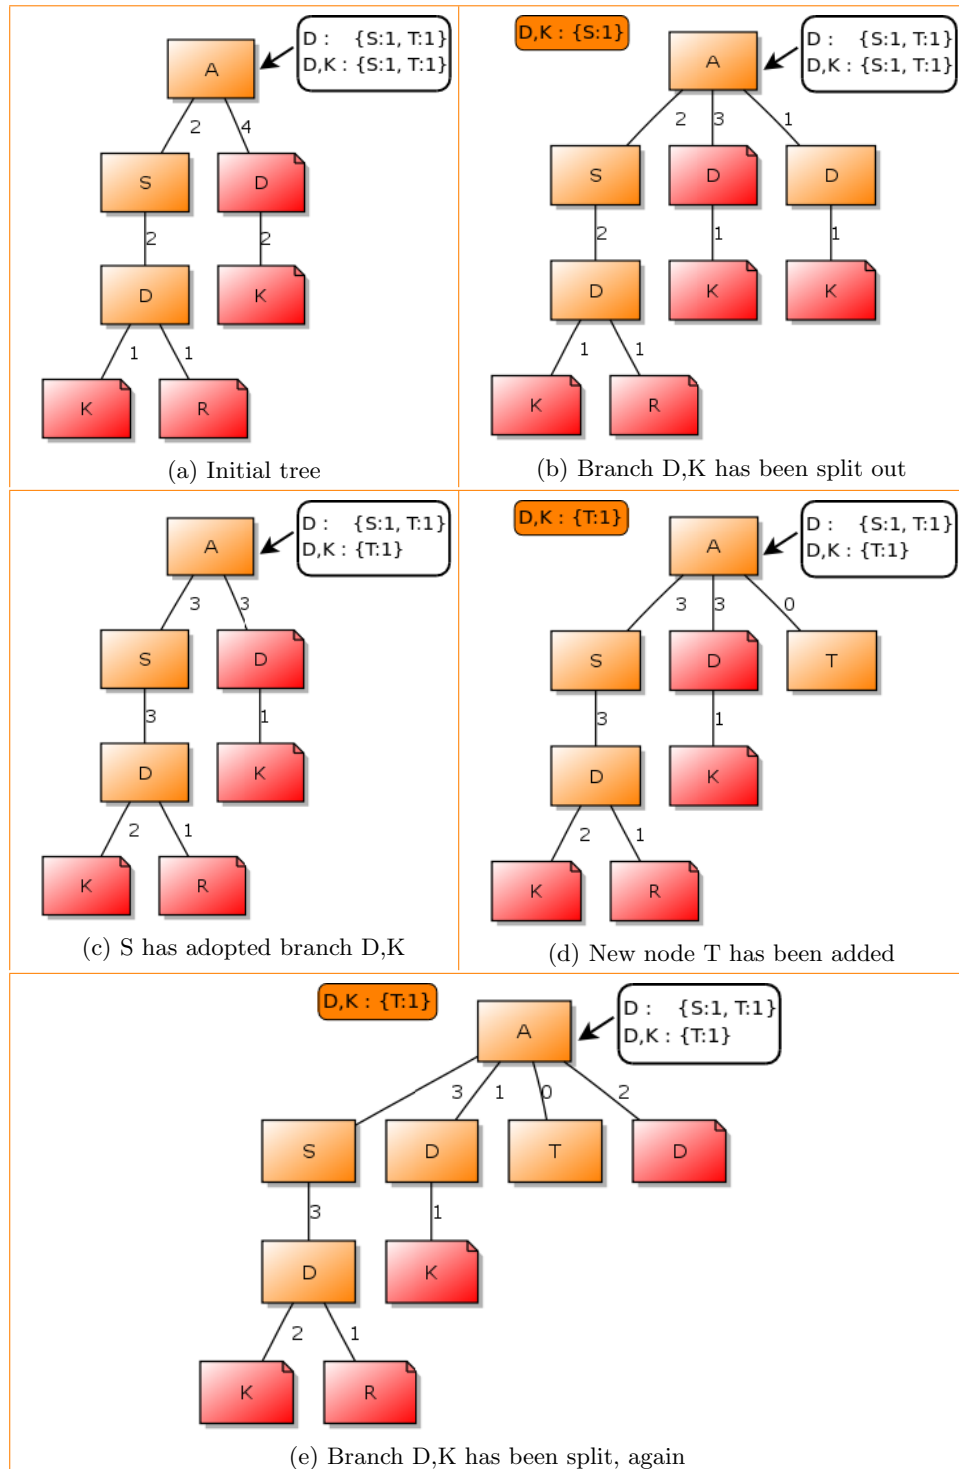 A
D : {S:1, T:1}
D,K : {S:1, T:1}
2 4
S D
2 2
D K
1 1
K R
(a) Initial tree
D,K : {S:1}
A
D : {S:1, T:1}
D,K : {S:1, T:1}
2 3 1
S D D
2 1 1
D K K
1 1
K R
(b) Branch D,K has been split out
A
D : {S:1, T:1}
D,K : {T:1}
3 3
S D
3 1
D K
2 1
K R
(c) S has adopted branch D,K
D,K : {T:1}
A
D : {S:1, T:1}
D,K : {T:1}
3 3 0
S D T
3 1
D K
2 1
K R
(d) New node T has been added
D,K : {T:1}
A
D : {S:1, T:1}
D,K : {T:1}
3 1 0 2
S D T D
3 1
D K
2 1
K R
(e) Branch D,K has been split, again